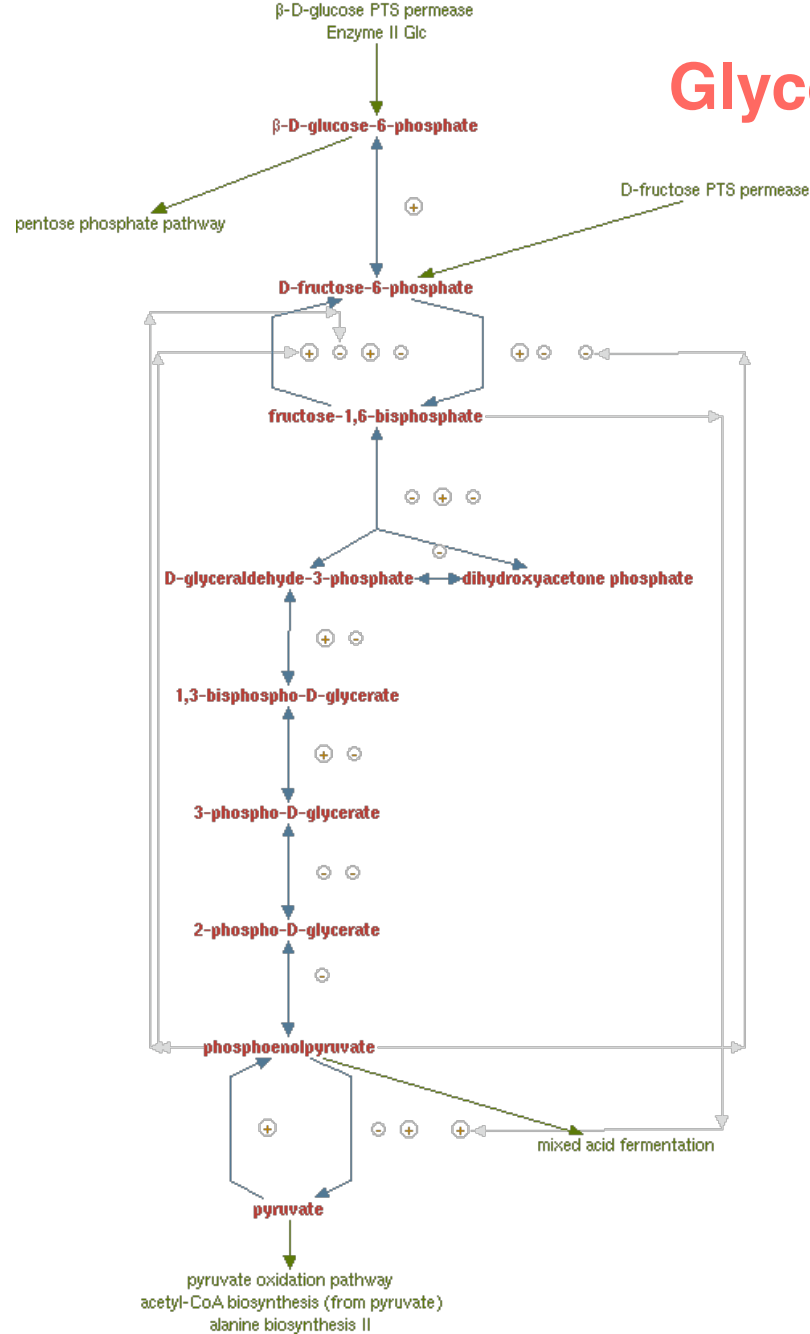 β-D-glucose PTS permease
Enzyme II Glc
Glyc
β-D-glucose-6-phosphate
D-fructose PTS permease
pentose phosphate pathway
D-fructose-6-phosphate
+ - + - + - -
fructose-1,6-bisphosphate
- + -
-
D-glyceraldehyde-3-phosphate
dihydroxyacetone phosphate
+ -
1,3-bisphospho-D-glycerate
+ -
3-phospho-D-glycerate
- -
2-phospho-D-glycerate
-
phosphoenolpyruvate
+ - + +
mixed acid fermentation
pyruvate
pyruvate oxidation pathway
acetyl-CoA biosynthesis (from pyruvate)
alanine biosynthesis II